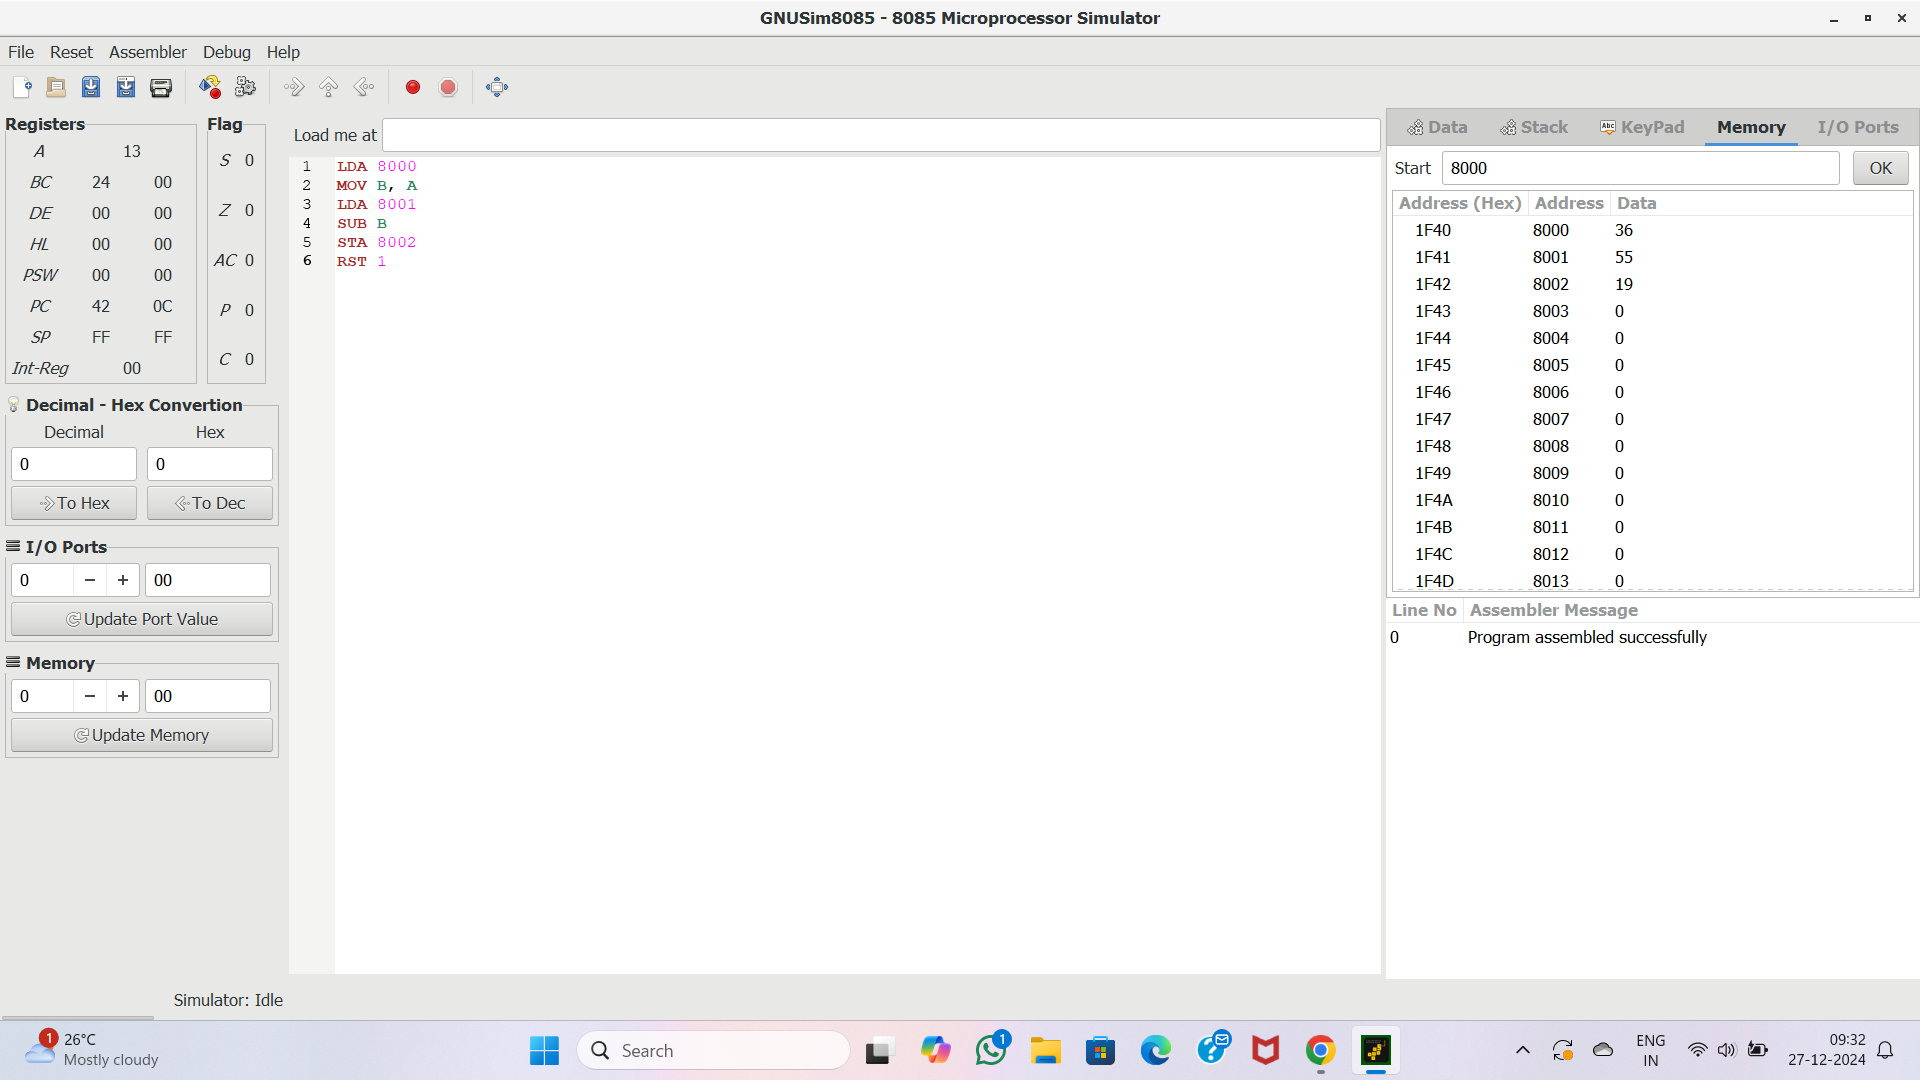 GNUSim8085 - 8085 Microprocessor Simulator
File Reset Assembler Debug Help
Registers
A 13
BC 24 00
DE 00 00
HL 00 00
PSW 00 00
PC 42 0C
SP FF FF
Int-Reg 00
Flag
S 0
Z 0
AC 0
P 0
C 0
Decimal - Hex Convertion
Decimal Hex
0 0
To Hex To Dec
I/O Ports
0 − + 00
Update Port Value
Memory
0 − + 00
Update Memory
Load me at
1 LDA 8000
2 MOV B, A
3 LDA 8001
4 SUB B
5 STA 8002
6 RST 1
Data Stack Abc KeyPad Memory I/O Ports
Start 8000 OK
Address (Hex) Address Data
1F40 8000 36
1F41 8001 55
1F42 8002 19
1F43 8003 0
1F44 8004 0
1F45 8005 0
1F46 8006 0
1F47 8007 0
1F48 8008 0
1F49 8009 0
1F4A 8010 0
1F4B 8011 0
1F4C 8012 0
1F4D 8013 0
Line No Assembler Message
0 Program assembled successfully
Simulator: Idle
1 26°C
Mostly cloudy
Search
1
ENG
IN
09:32
27-12-2024